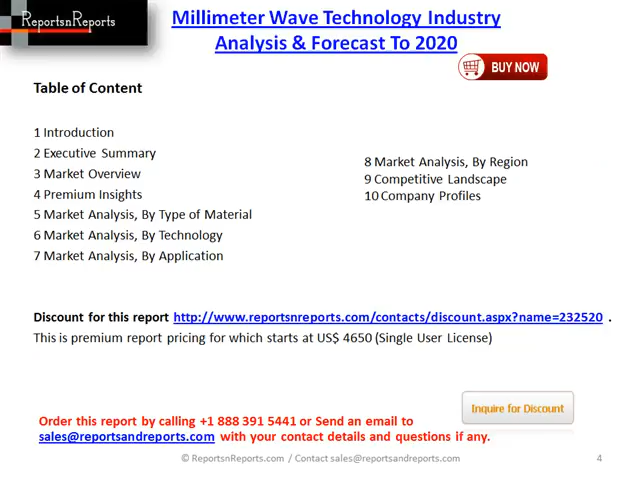 ReportsnReports
Millimeter Wave Technology Industry
Analysis & Forecast To 2020
BUY NOW
Table of Content
1 Introduction
2 Executive Summary
3 Market Overview
4 Premium Insights
5 Market Analysis, By Type of Material
6 Market Analysis, By Technology
7 Market Analysis, By Application
8 Market Analysis, By Region
9 Competitive Landscape
10 Company Profiles
Discount for this report http://www.reportsnreports.com/contacts/discount.aspx?name=232520 .
This is premium report pricing for which starts at US$ 4650 (Single User License)
Inquire for Discount
Order this report by calling +1 888 391 5441 or Send an email to
sales@reportsandreports.com with your contact details and questions if any.
© ReportsnReports.com / Contact sales@reportsandreports.com
4